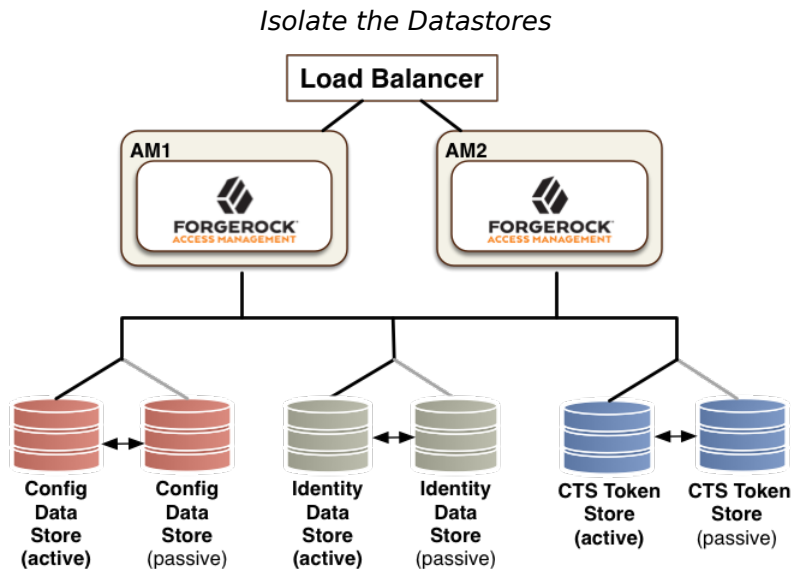 Isolate the Datastores
Load Balancer
AM1
FORGEROCK
ACCESS MANAGEMENT
AM2
FORGEROCK
ACCESS MANAGEMENT
Config
Data
Store
(active)
Config
Data
Store
(passive)
Identity
Data
Store
(active)
Identity
Data
Store
(passive)
CTS Token
Store
(active)
CTS Token
Store
(passive)